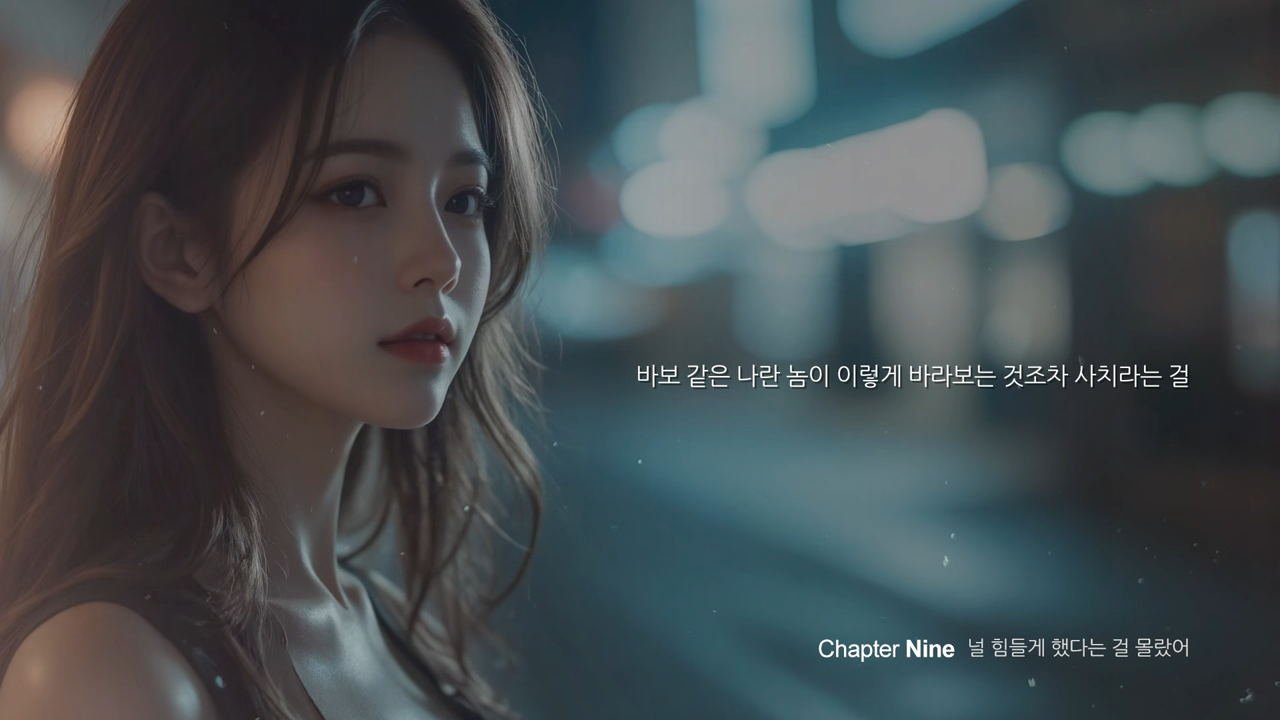 바보 같은 나란 놈이 이렇게 바라보는 것조차 사치라는 걸
Chapter Nine 널 힘들게 했다는 걸 몰랐어